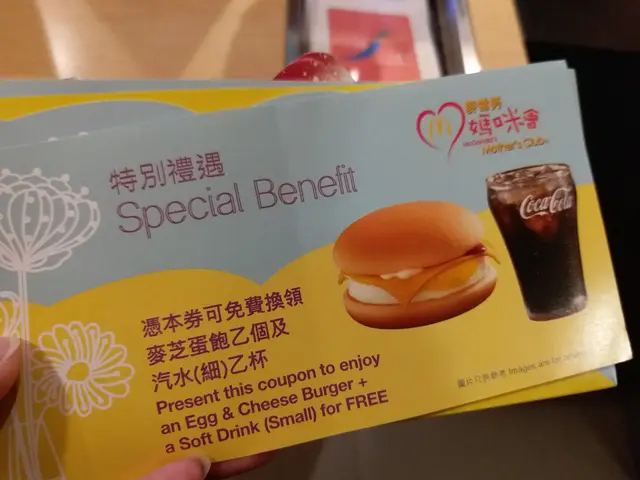 麥當勞
媽咪會
McDonald's
Mother's Club
特別禮遇
Special Benefit
Coca-Cola
憑本券可免費換領
麥芝蛋飽乙個及
汽水(細)乙杯
Present this coupon to enjoy
an Egg & Cheese Burger +
a Soft Drink (Small) for FREE
圖片只供參考 Images are for